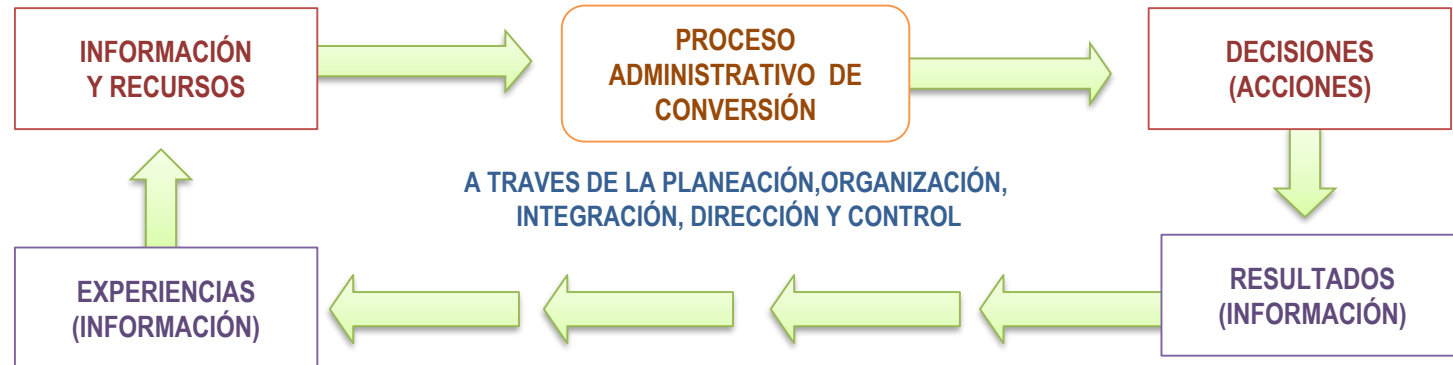 INFORMACIÓN
Y RECURSOS
PROCESO
ADMINISTRATIVO DE
CONVERSIÓN
DECISIONES
(ACCIONES)
A TRAVES DE LA PLANEACIÓN,ORGANIZACIÓN,
INTEGRACIÓN, DIRECCIÓN Y CONTROL
EXPERIENCIAS
(INFORMACIÓN)
RESULTADOS
(INFORMACIÓN)